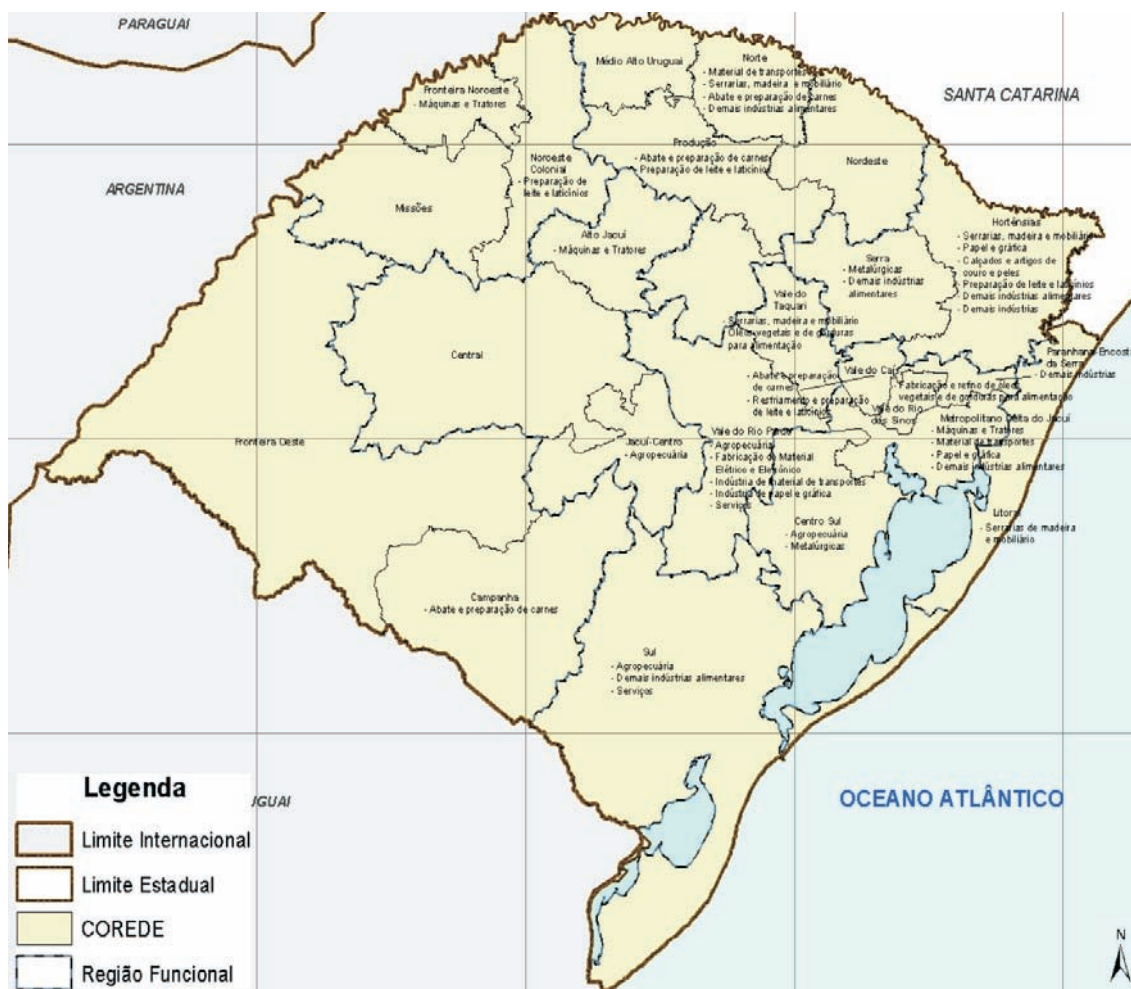 PARAGUAI
SANTA CATARINA
ARGENTINA
Médio Alto Uruguai
Norte
- Material de transportes
- Serrarias, madeira e mobiliário
- Abate e preparação de carnes
- Demais indústrias alimentares
Fronteira Noroeste
- Máquinas e Tratores
Produção
- Abate e preparação de carnes
- Preparação de leite e laticínios
Noroeste
Colonial
- Preparação de
leite e laticínios
Nordeste
Missões
Alto Jacuí
- Máquinas e Tratores
Hortênsias
- Serrarias, madeira e mobiliário
- Papel e gráfica
- Calçados e artigos de
couro e peles
- Preparação de leite e laticínios
- Demais indústrias alimentares
- Demais indústrias
Serra
- Metalúrgicas
- Demais indústrias
alimentares
Vale do
Taquari
- Serrarias, madeira e mobiliário
Óleos vegetais e de gorduras
para alimentação
Central
Paranhana-Encosta
da Serra
- Demais indústrias
Vale do Caí
- Abate e preparação
de carnes
- Resfriamento e preparação
de leite e laticínios
Fabricação e refino de óleos
vegetais e de gorduras para alimentação
Vale do Rio
dos Sinos
Metropolitano Delta do Jacuí
- Máquinas e Tratores
- Material de transportes
- Papel e gráfica
- Demais indústrias alimentares
Fronteira Oeste
Jacuí-Centro
- Agropecuária
Vale do Rio Pardo
- Agropecuária
- Fabricação de Material
Elétrico e Eletrônico
- Indústria de material de transportes
- Indústria de papel e gráfica
- Serviços
Centro Sul
- Agropecuária
- Metalúrgicas
Litoral
- Serrarias de madeira
e mobiliário
Campanha
- Abate e preparação de carnes
Sul
- Agropecuária
- Demais indústrias alimentares
- Serviços
IGUAI
OCEANO ATLÂNTICO
Legenda
Limite Internacional
Limite Estadual
COREDE
Região Funcional
N